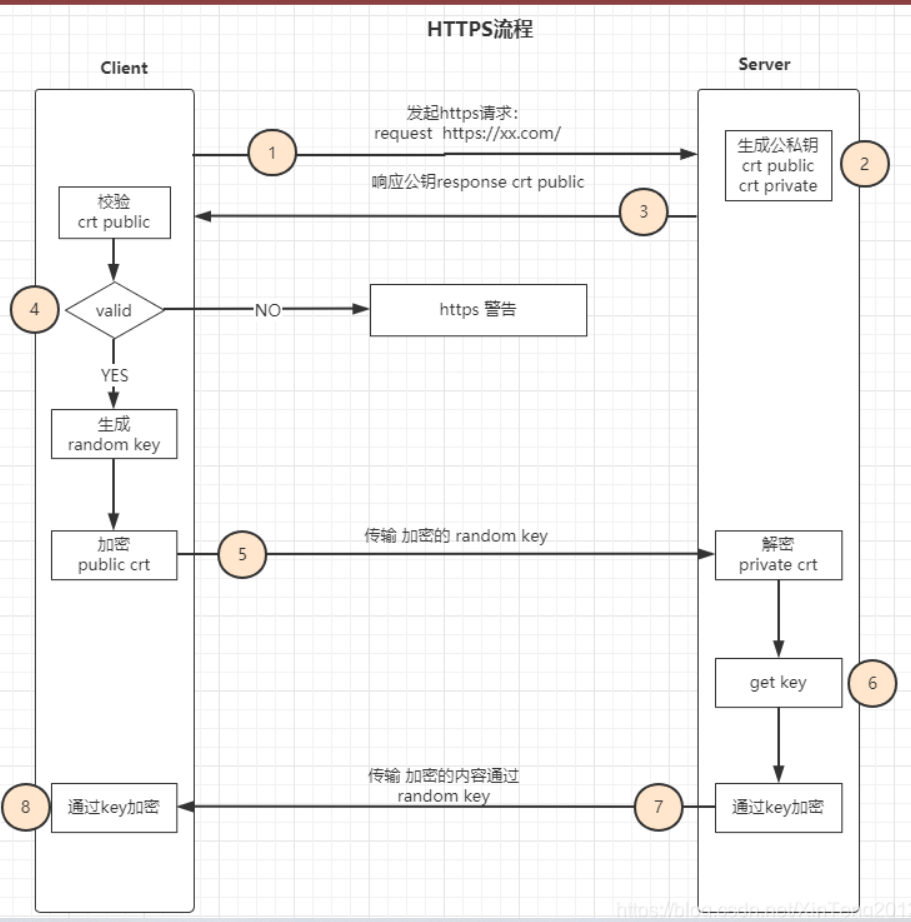 HTTPS流程
Client
Server
发起https请求：
request https://xx.com/
1
生成公私钥
crt public
crt private
2
响应公钥response crt public
3
校验
crt public
4
valid
NO
https 警告
YES
生成
random key
加密
public crt
5
传输 加密的 random key
解密
private crt
get key
6
传输 加密的内容通过
random key
8
通过key加密
7
通过key加密